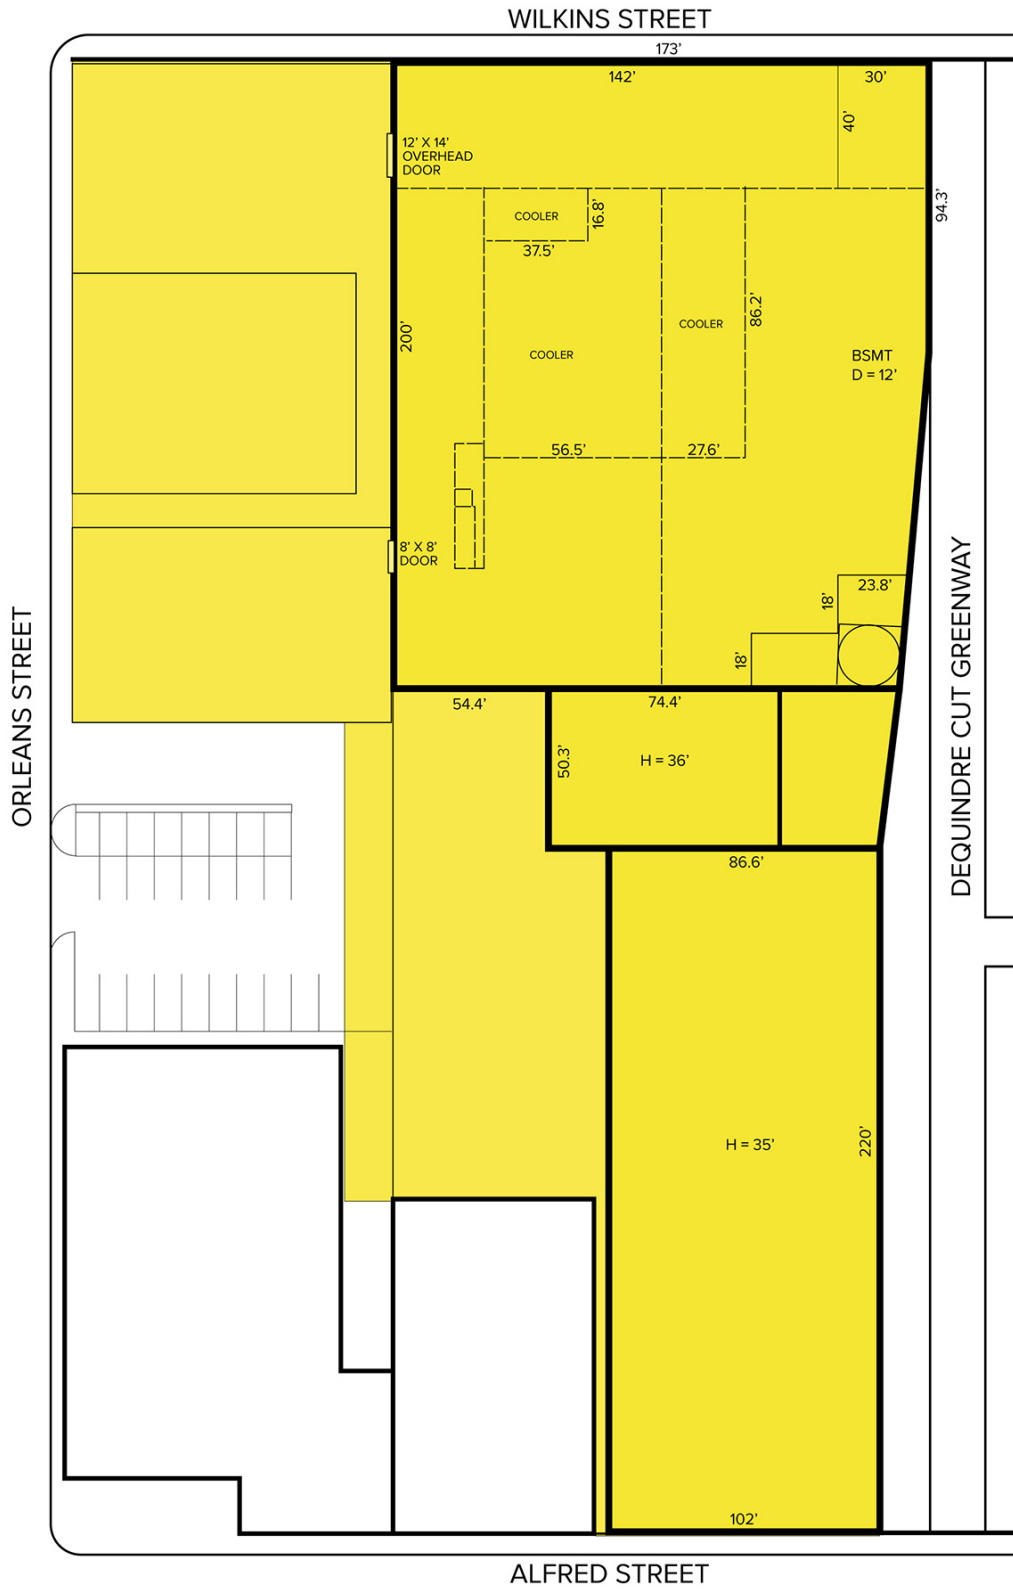 WILKINS STREET
173'
142'
30'
40'
12' X 14'
OVERHEAD
DOOR
94.3'
COOLER
16.8'
37.5'
200'
COOLER
86.2'
COOLER
BSMT
D = 12'
56.5'
27.6'
8' X 8'
DOOR
23.8'
18'
18'
ORLEANS STREET
DEQUINDRE CUT GREENWAY
54.4'
74.4'
50.3'
H = 36'
86.6'
H = 35'
220'
102'
ALFRED STREET